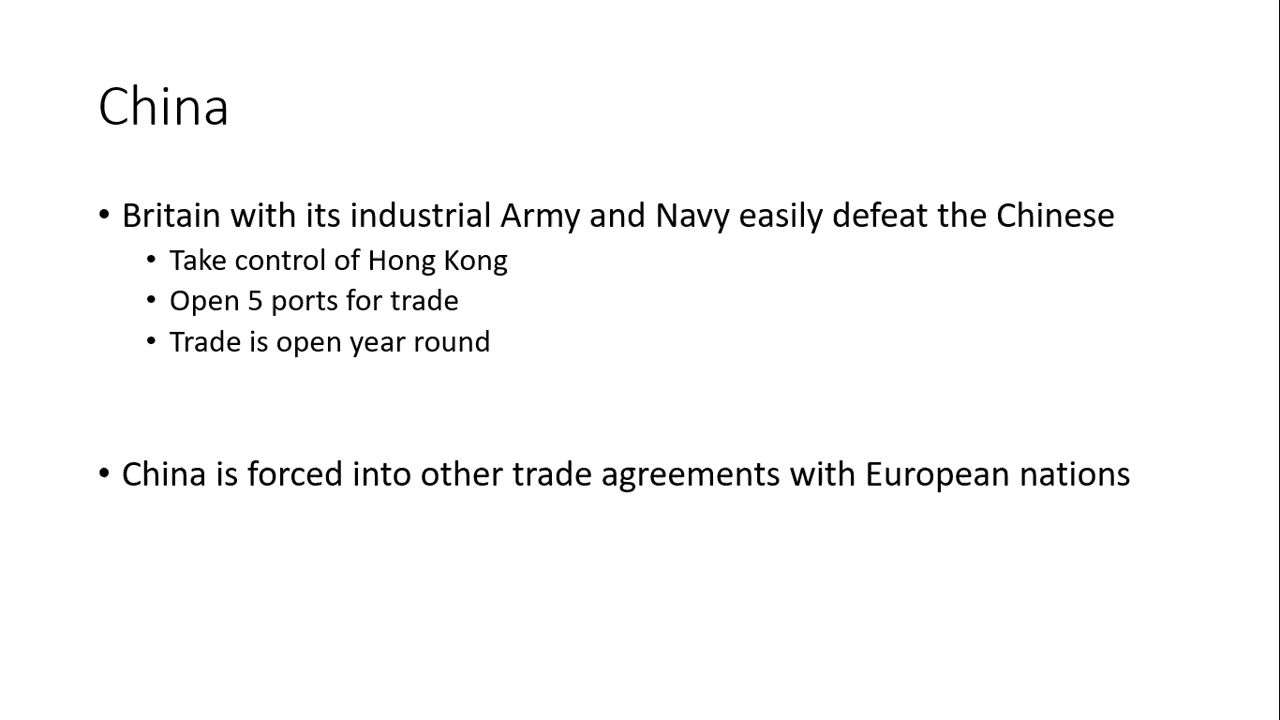 China
• Britain with its industrial Army and Navy easily defeat the Chinese
• Take control of Hong Kong
• Open 5 ports for trade
• Trade is open year round
• China is forced into other trade agreements with European nations